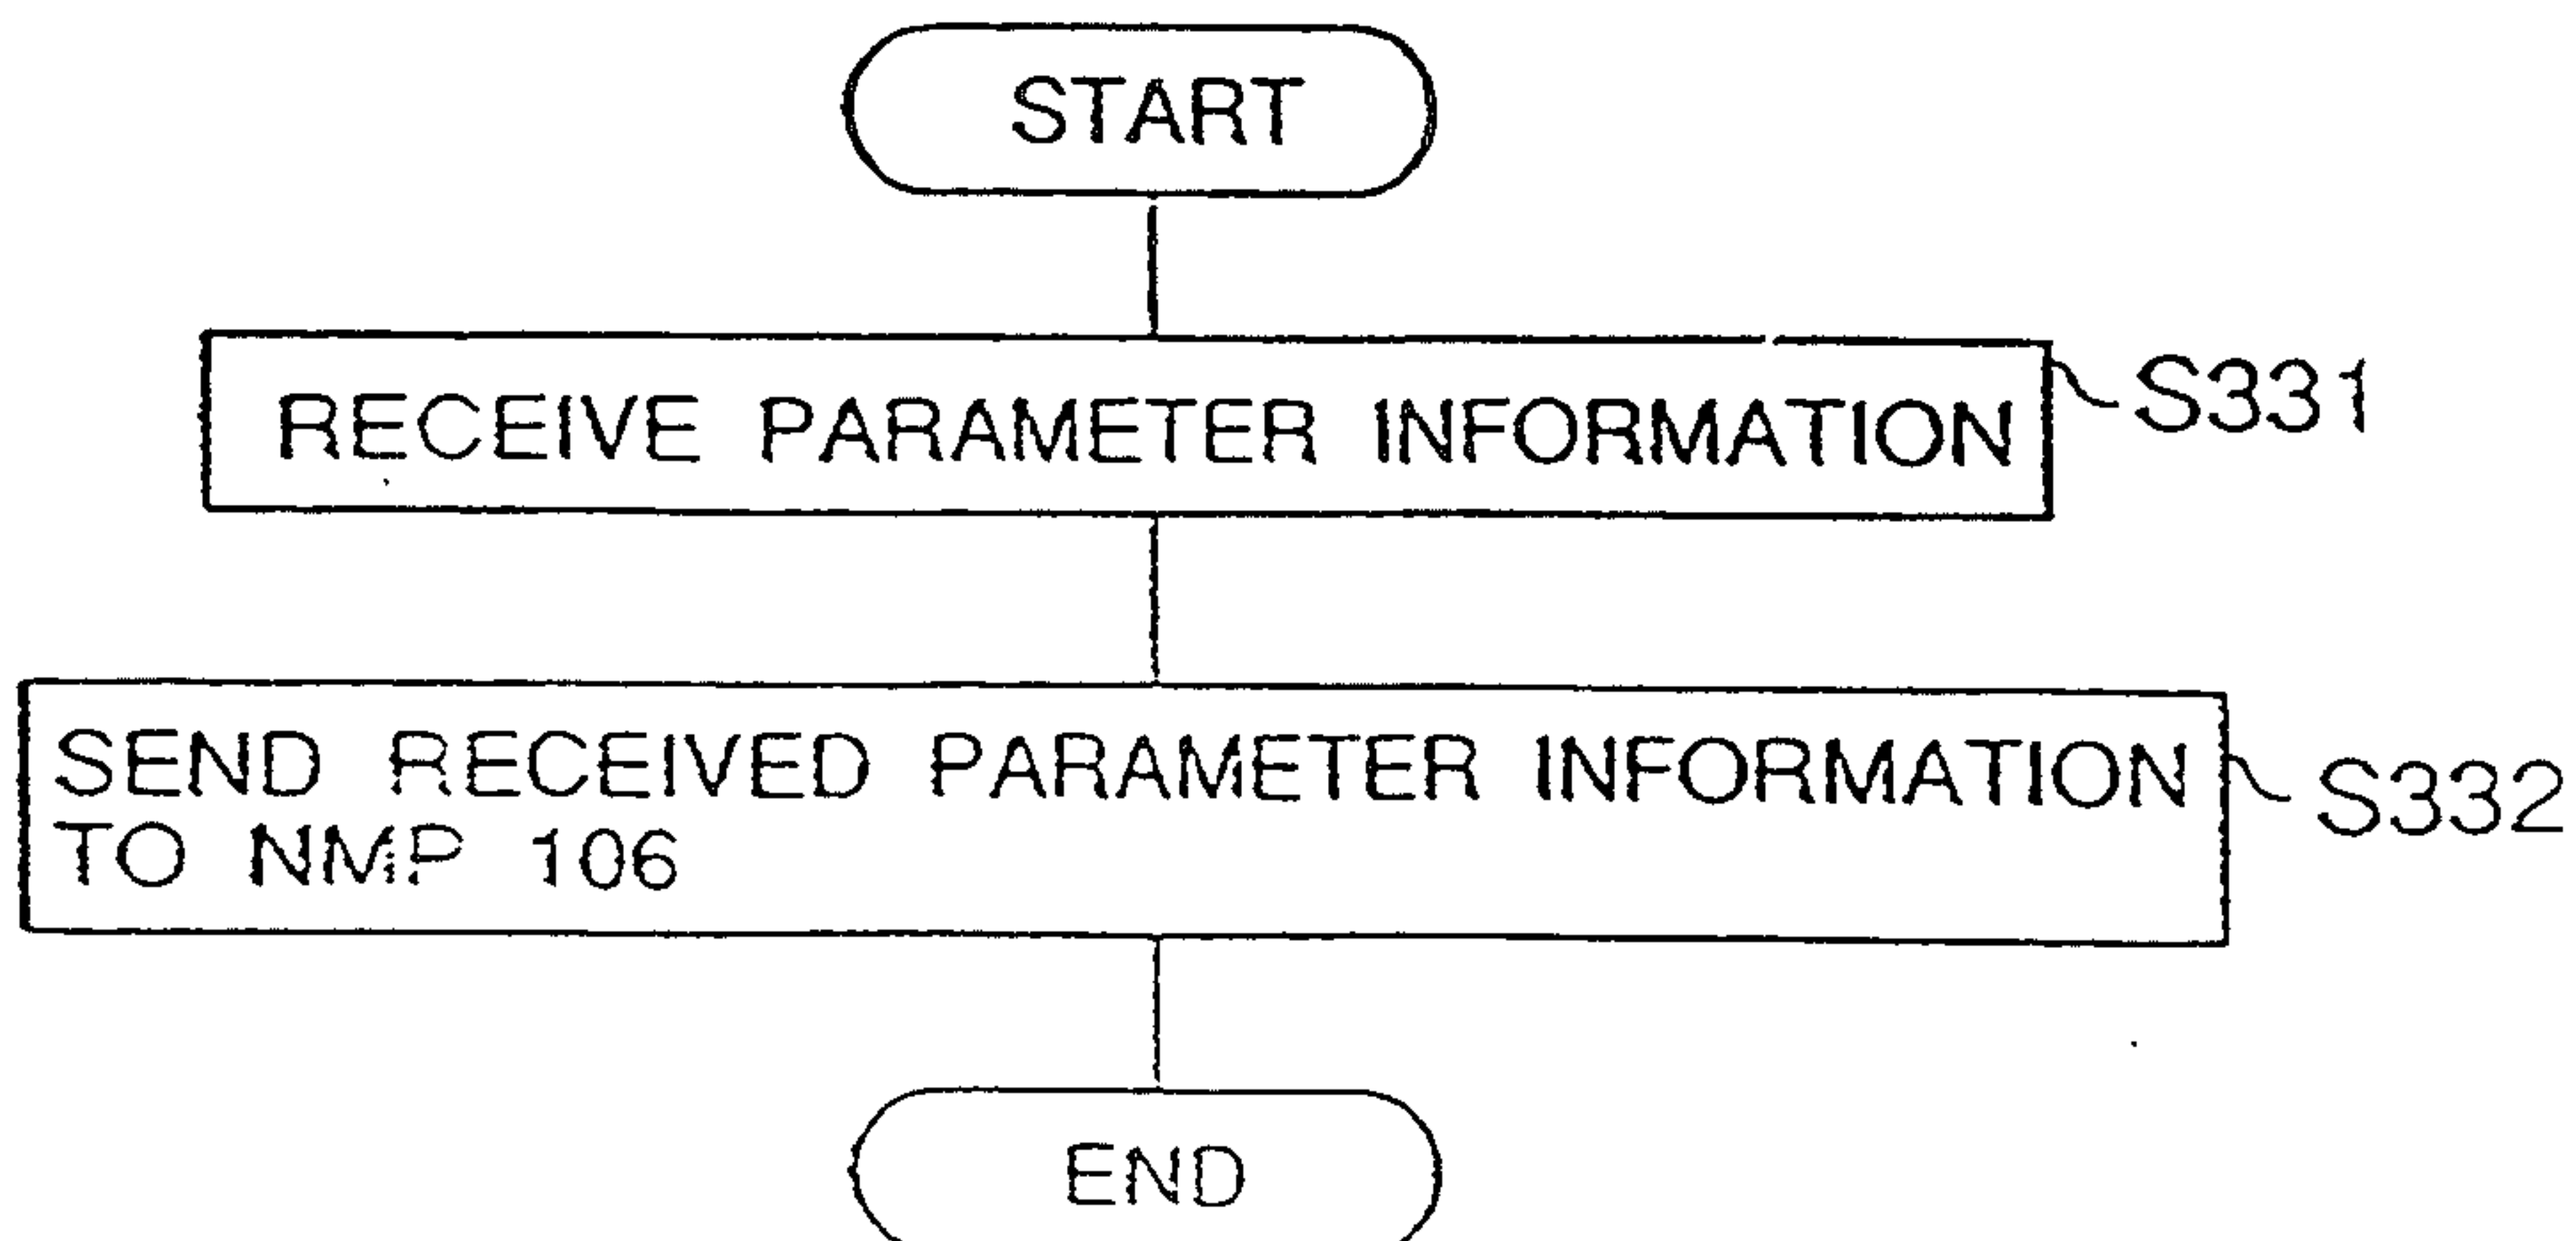 START
RECEIVE PARAMETER INFORMATION
S331
SEND RECEIVED PARAMETER INFORMATION
TO NMP 106
S332
END